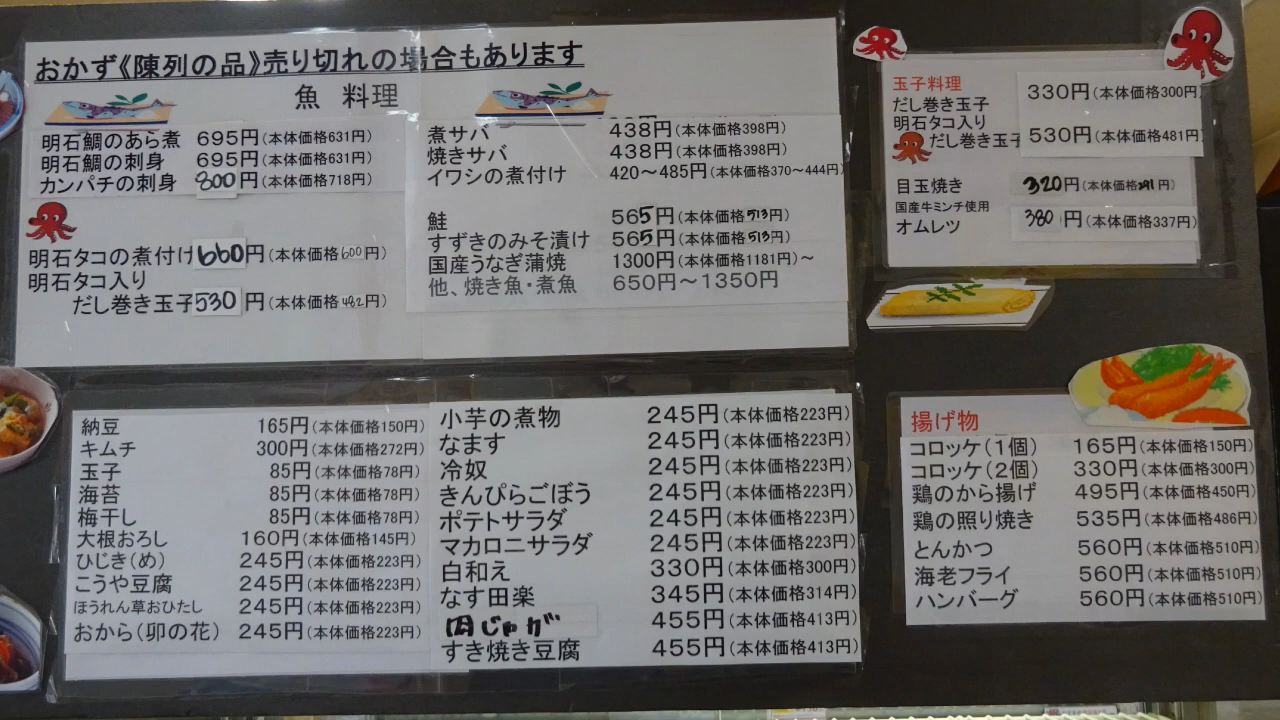 おかず《陳列の品》売り切れの場合もあります
魚 料理
明石鯛のあら煮 695円(本体価格631円)
明石鯛の刺身 695円(本体価格631円)
カンパチの刺身 800円(本体価格718円)
明石タコの煮付け 660円(本体価格600円)
明石タコ入り
だし巻き玉子 530円(本体価格482円)
煮サバ 438円(本体価格398円)
焼きサバ 438円(本体価格398円)
イワシの煮付け 420～485円(本体価格370～444円)
鮭 565円(本体価格513円)
すずきのみそ漬け 565円(本体価格513円)
国産うなぎ蒲焼 1300円(本体価格1181円)～
他、焼き魚・煮魚 650円～1350円
玉子料理
だし巻き玉子 330円(本体価格300円
明石タコ入り
だし巻き玉子 530円(本体価格481円)
目玉焼き 320円(本体価格291円)
国産牛ミンチ使用
オムレツ 380円(本体価格337円)
納豆 165円(本体価格150円)
キムチ 300円(本体価格272円)
玉子 85円(本体価格78円)
海苔 85円(本体価格78円)
梅干し 85円(本体価格78円)
大根おろし 160円(本体価格145円)
ひじき(め) 245円(本体価格223円)
こうや豆腐 245円(本体価格223円)
ほうれん草おひたし 245円(本体価格223円)
おから(卯の花) 245円(本体価格223円)
小芋の煮物 245円(本体価格223円)
なます 245円(本体価格223円)
冷奴 245円(本体価格223円)
きんぴらごぼう 245円(本体価格223円)
ポテトサラダ 245円(本体価格223円)
マカロニサラダ 245円(本体価格223円)
白和え 330円(本体価格300円)
なす田楽 345円(本体価格314円)
肉じゃが 455円(本体価格413円)
すき焼き豆腐 455円(本体価格413円)
揚げ物
コロッケ(1個) 165円(本体価格150円)
コロッケ(2個) 330円(本体価格300円)
鶏のから揚げ 495円(本体価格450円)
鶏の照り焼き 535円(本体価格486円)
とんかつ 560円(本体価格510円)
海老フライ 560円(本体価格510円)
ハンバーグ 560円(本体価格510円)